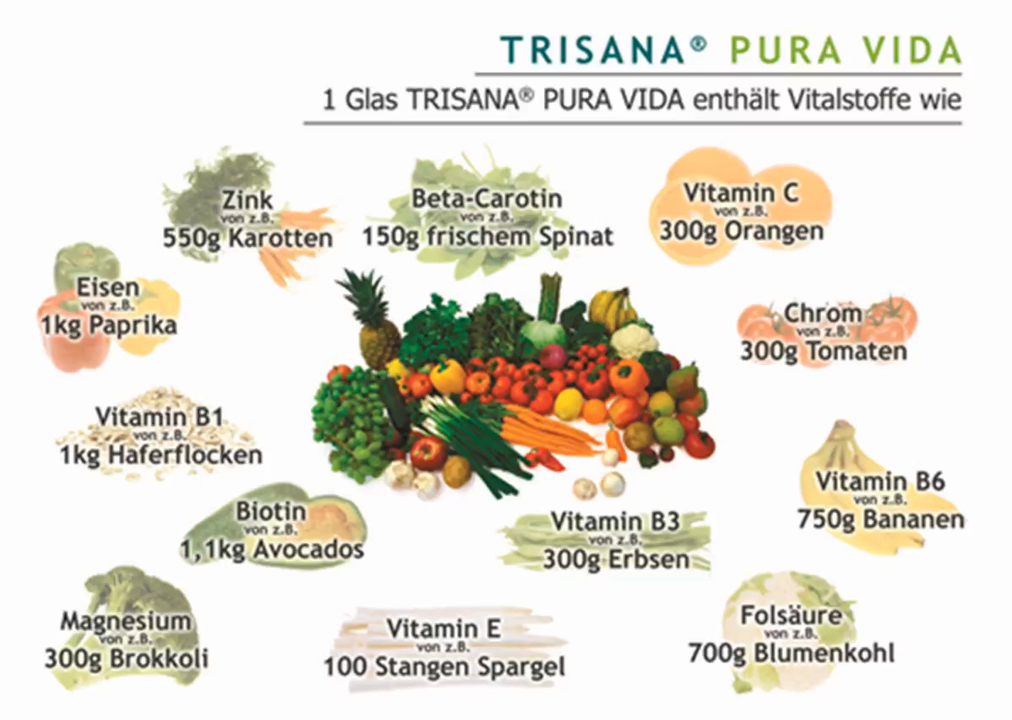 TRISANA® PURA VIDA
1 Glas TRISANA® PURA VIDA enthält Vitalstoffe wie
Zink
von z.B.
550g Karotten
Beta-Carotin
von z.B.
150g frischem Spinat
Vitamin C
von z.B.
300g Orangen
Eisen
von z.B.
1kg Paprika
Chrom
von z.B.
300g Tomaten
Vitamin B1
von z.B.
1kg Haferflocken
Vitamin B6
von z.B.
750g Bananen
Biotin
von z.B.
1,1kg Avocados
Vitamin B3
von z.B.
300g Erbsen
Magnesium
von z.B.
300g Brokkoli
Vitamin E
von z.B.
100 Stangen Spargel
Folsäure
von z.B.
700g Blumenkohl